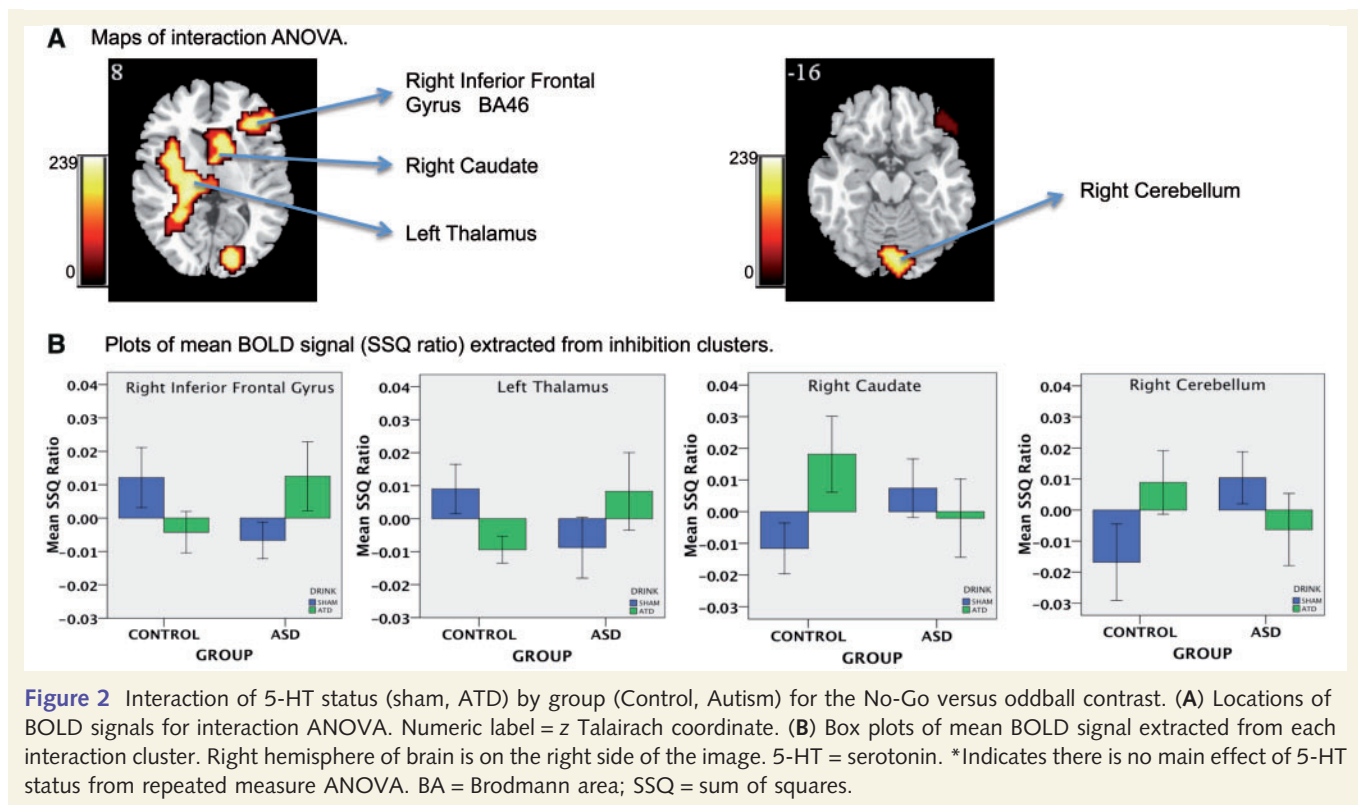 A Maps of interaction ANOVA.
8
239
0
Right Inferior Frontal
Gyrus BA46
Right Caudate
Left Thalamus
-16
239
0
Right Cerebellum
B Plots of mean BOLD signal (SSQ ratio) extracted from inhibition clusters.
Right Inferior Frontal Gyrus
Mean SSQ Ratio
0.04
0.03
0.02
0.01
0.00
−0.01
−0.02
−0.03
DRINK
SHAM
ATD
CONTROL ASD
GROUP
Left Thalamus
Mean SSQ Ratio
0.04
0.03
0.02
0.01
0.00
−0.01
−0.02
−0.03
DRINK
SHAM
ATD
CONTROL ASD
GROUP
Right Caudate
Mean SSQ Ratio
0.04
0.03
0.02
0.01
0.00
−0.01
−0.02
−0.03
DRINK
SHAM
ATD
CONTROL ASD
GROUP
Right Cerebellum
Mean SSQ Ratio
0.04
0.03
0.02
0.01
0.00
−0.01
−0.02
−0.03
DRINK
SHAM
ATD
CONTROL ASD
GROUP
Figure 2 Interaction of 5-HT status (sham, ATD) by group (Control, Autism) for the No-Go versus oddball contrast. (A) Locations of
BOLD signals for interaction ANOVA. Numeric label = z Talairach coordinate. (B) Box plots of mean BOLD signal extracted from each
interaction cluster. Right hemisphere of brain is on the right side of the image. 5-HT = serotonin. *Indicates there is no main effect of 5-HT
status from repeated measure ANOVA. BA = Brodmann area; SSQ = sum of squares.